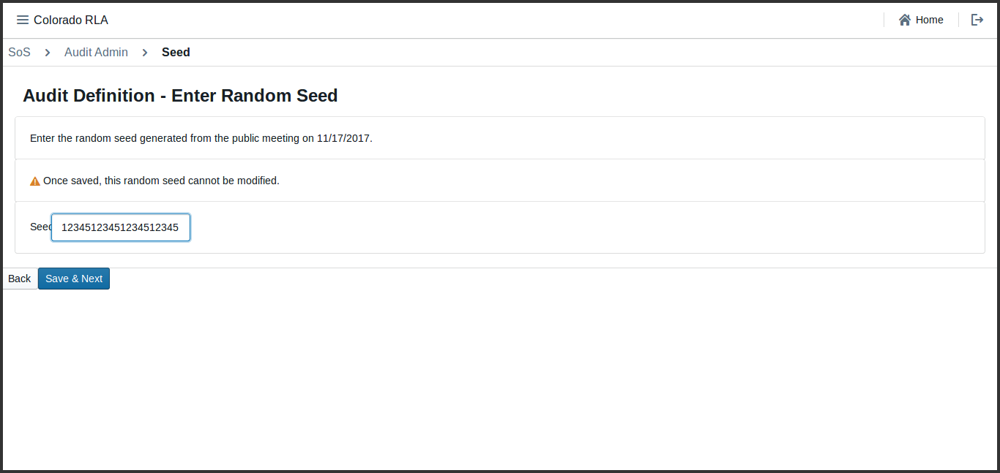 Colorado RLA
Home
SoS
Audit Admin
Seed
Audit Definition - Enter Random Seed
Enter the random seed generated from the public meeting on 11/17/2017.
Once saved, this random seed cannot be modified.
Seed
12345123451234512345
Back
Save & Next